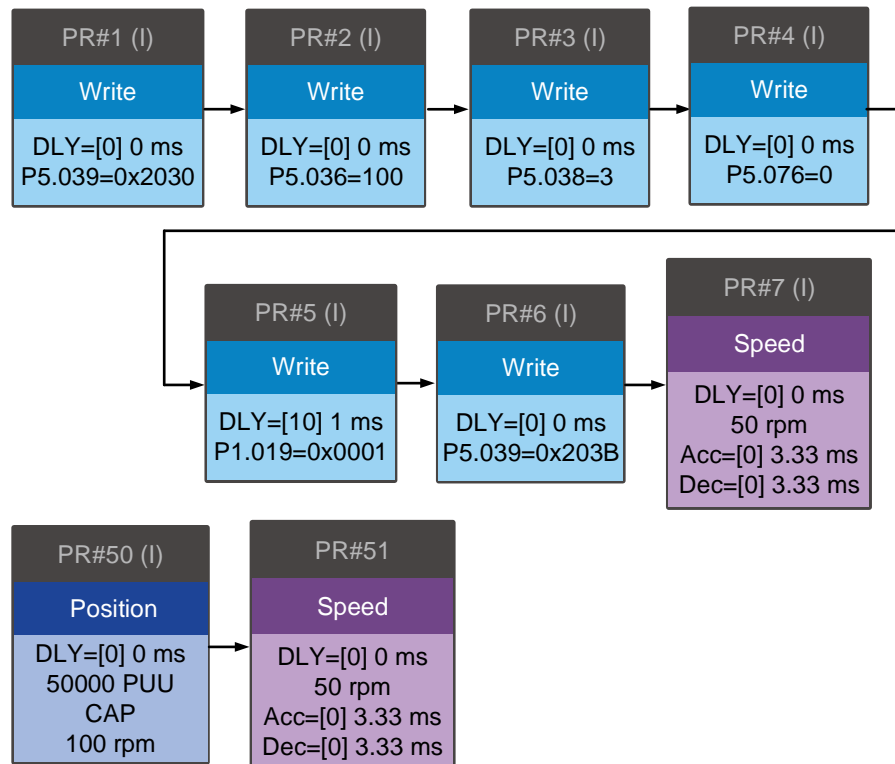 PR#1 (I)
Write
DLY=[0] 0 ms
P5.039=0x2030
PR#2 (I)
Write
DLY=[0] 0 ms
P5.036=100
PR#3 (I)
Write
DLY=[0] 0 ms
P5.038=3
PR#4 (I)
Write
DLY=[0] 0 ms
P5.076=0
PR#5 (I)
Write
DLY=[10] 1 ms
P1.019=0x0001
PR#6 (I)
Write
DLY=[0] 0 ms
P5.039=0x203B
PR#7 (I)
Speed
DLY=[0] 0 ms
50 rpm
Acc=[0] 3.33 ms
Dec=[0] 3.33 ms
PR#50 (I)
Position
DLY=[0] 0 ms
50000 PUU
CAP
100 rpm
PR#51
Speed
DLY=[0] 0 ms
50 rpm
Acc=[0] 3.33 ms
Dec=[0] 3.33 ms